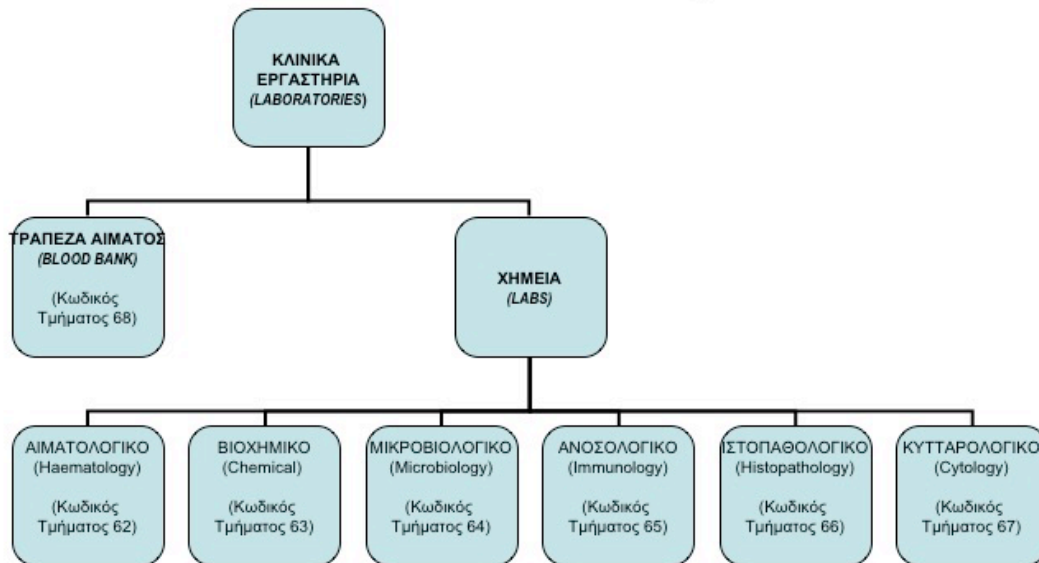 ΚΛΙΝΙΚΑ
ΕΡΓΑΣΤΗΡΙΑ
(LABORATORIES)
ΤΡΑΠΕΖΑ ΑΙΜΑΤΟΣ
(BLOOD BANK)
(Κωδικός
Τμήματος 68)
ΧΗΜΕΙΑ
(LABS)
ΑΙΜΑΤΟΛΟΓΙΚΟ
(Haematology)
(Κωδικός
Τμήματος 62)
ΒΙΟΧΗΜΙΚΟ
(Chemical)
(Κωδικός
Τμήματος 63)
ΜΙΚΡΟΒΙΟΛΟΓΙΚΟ
(Microbiology)
(Κωδικός
Τμήματος 64)
ΑΝΟΣΟΛΟΓΙΚΟ
(Immunology)
(Κωδικός
Τμήματος 65)
ΙΣΤΟΠΑΘΟΛΟΓΙΚΟ
(Histopathology)
(Κωδικός
Τμήματος 66)
ΚΥΤΤΑΡΟΛΟΓΙΚΟ
(Cytology)
(Κωδικός
Τμήματος 67)